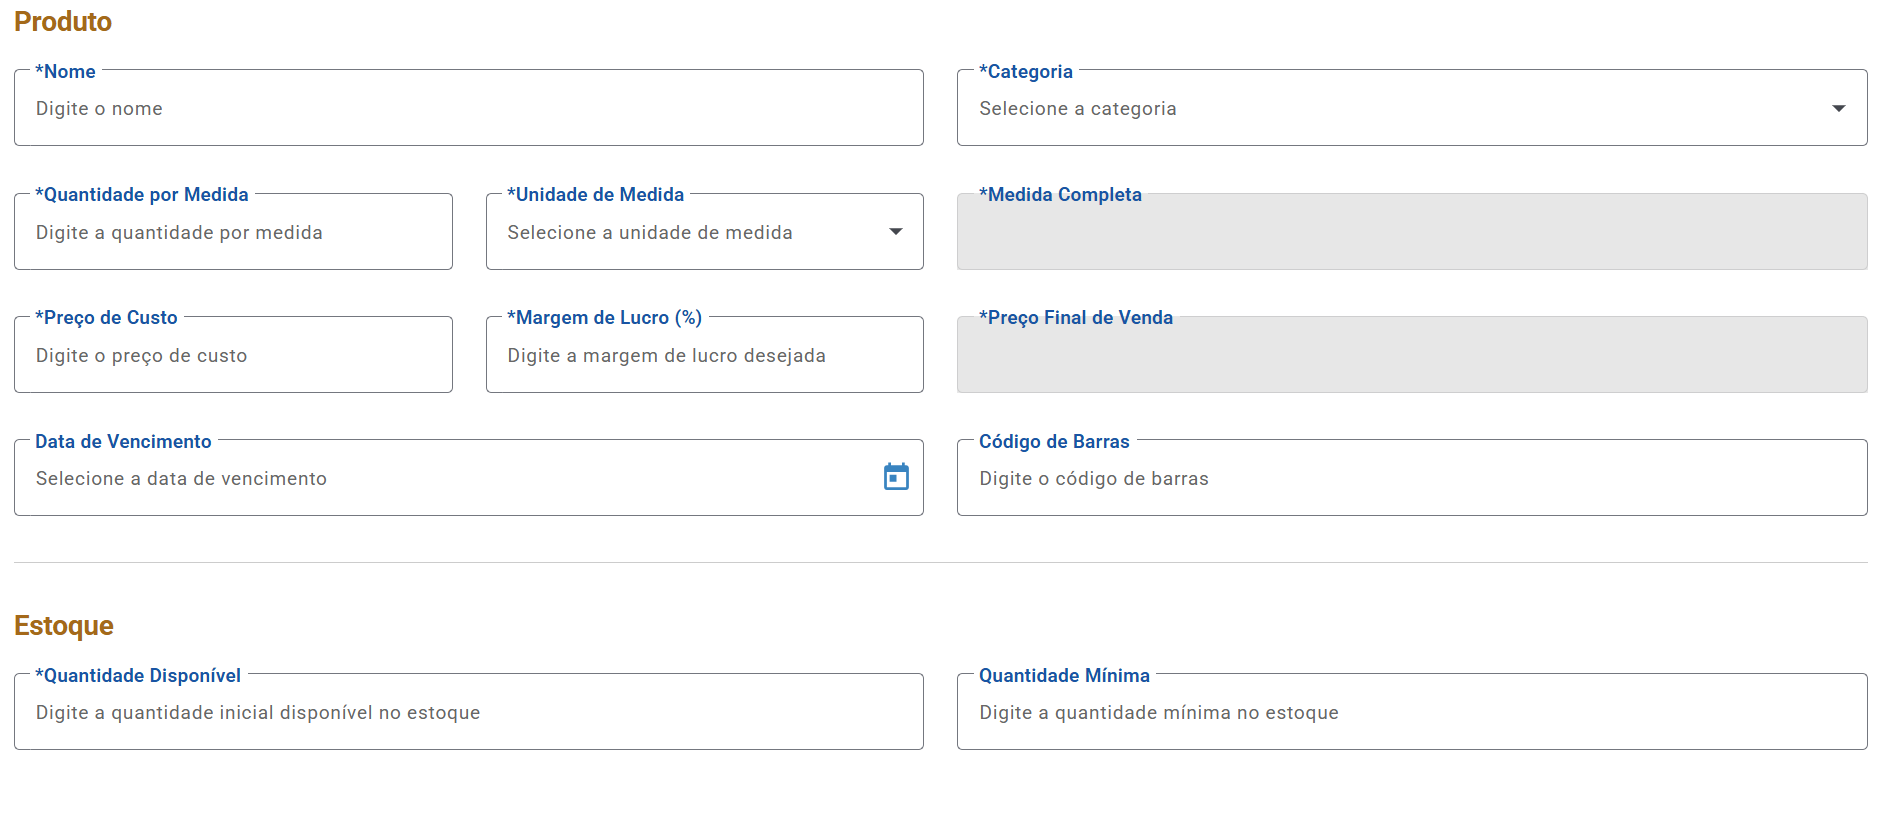 Produto
*Nome
Digite o nome
*Categoria
Selecione a categoria
*Quantidade por Medida
Digite a quantidade por medida
*Unidade de Medida
Selecione a unidade de medida
*Medida Completa
*Preço de Custo
Digite o preço de custo
*Margem de Lucro (%)
Digite a margem de lucro desejada
*Preço Final de Venda
Data de Vencimento
Selecione a data de vencimento
Código de Barras
Digite o código de barras
Estoque
*Quantidade Disponível
Digite a quantidade inicial disponível no estoque
Quantidade Mínima
Digite a quantidade mínima no estoque